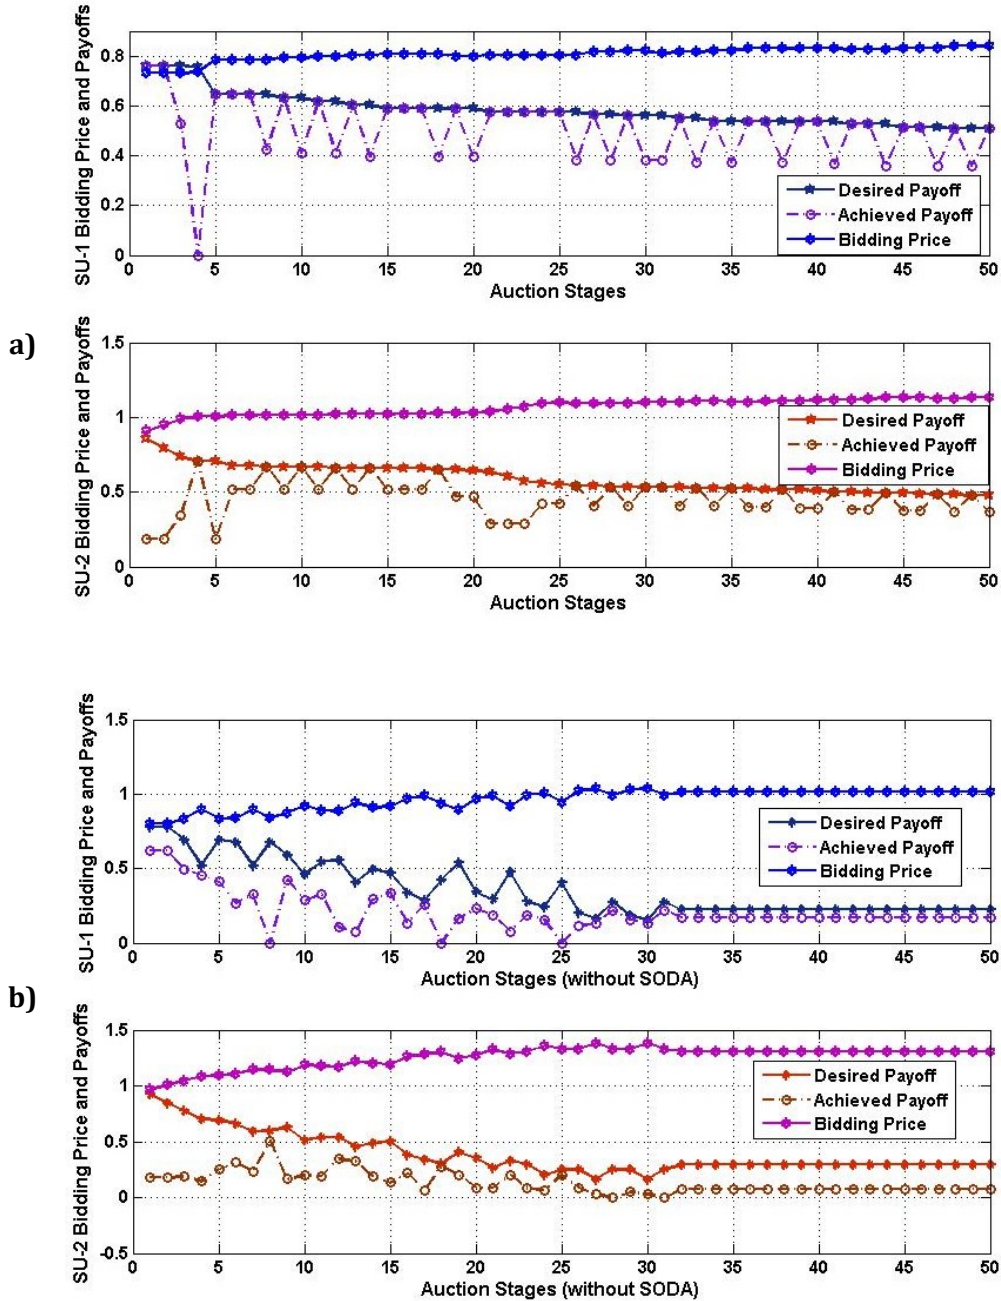 a)
SU-1 Bidding Price and Payoffs
0.8
0.6
0.4
0.2
0
0 5 10 15 20 25 30 35 40 45 50
Auction Stages
Desired Payoff
Achieved Payoff
Bidding Price
SU-2 Bidding Price and Payoffs
1.5
1
0.5
0
0 5 10 15 20 25 30 35 40 45 50
Auction Stages
Desired Payoff
Achieved Payoff
Bidding Price
b)
SU-1 Bidding Price and Payoffs
1.5
1
0.5
0
0 5 10 15 20 25 30 35 40 45 50
Auction Stages (without SODA)
Desired Payoff
Achieved Payoff
Bidding Price
SU-2 Bidding Price and Payoffs
1.5
1
0.5
0
-0.5
0 5 10 15 20 25 30 35 40 45 50
Auction Stages (without SODA)
Desired Payoff
Achieved Payoff
Bidding Price